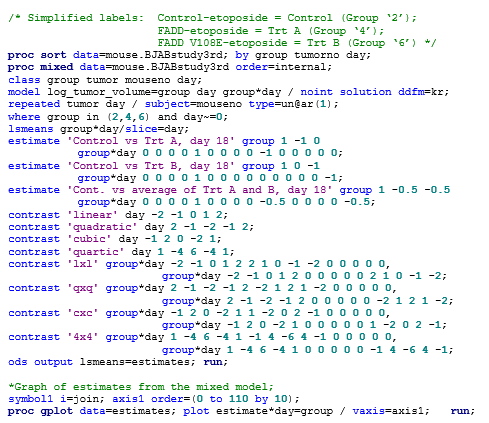 /* Simplified labels: Control-etoposide = Control (Group ‘2’);
FADD-etoposide = Trt A (Group ‘4’);
FADD V108E-etoposide = Trt B (Group ‘6’) */
proc sort data=mouse.BJABstudy3rd; by group tumorno day;
proc mixed data=mouse.BJABstudy3rd order=internal;
class group tumor mouseno day;
model log_tumor_volume=group day group*day / noint solution ddfm=kr;
repeated tumor day / subject=mouseno type=un@ar(1);
where group in (2,4,6) and day~=0;
lsmeans group*day/slice=day;
estimate 'Control vs Trt A, day 18' group 1 -1 0
group*day 0 0 0 0 1 0 0 0 0 -1 0 0 0 0 0;
estimate 'Control vs Trt B, day 18' group 1 0 -1
group*day 0 0 0 0 1 0 0 0 0 0 0 0 0 0 -1;
estimate 'Cont. vs average of Trt A and B, day 18' group 1 -0.5 -0.5
group*day 0 0 0 0 1 0 0 0 0 -0.5 0 0 0 0 -0.5;
contrast 'linear' day -2 -1 0 1 2;
contrast 'quadratic' day 2 -1 -2 -1 2;
contrast 'cubic' day -1 2 0 -2 1;
contrast 'quartic' day 1 -4 6 -4 1;
contrast 'lxl' group*day -2 -1 0 1 2 2 1 0 -1 -2 0 0 0 0 0,
group*day -2 -1 0 1 2 0 0 0 0 0 2 1 0 -1 -2;
contrast 'qxq' group*day 2 -1 -2 -1 2 -2 1 2 1 -2 0 0 0 0 0,
group*day 2 -1 -2 -1 2 0 0 0 0 0 -2 1 2 1 -2;
contrast 'cxc' group*day -1 2 0 -2 1 1 -2 0 2 -1 0 0 0 0 0,
group*day -1 2 0 -2 1 0 0 0 0 0 1 -2 0 2 -1;
contrast '4x4' group*day 1 -4 6 -4 1 -1 4 -6 4 -1 0 0 0 0 0,
group*day 1 -4 6 -4 1 0 0 0 0 0 -1 4 -6 4 -1;
ods output lsmeans=estimates; run;
*Graph of estimates from the mixed model;
symbol1 i=join; axis1 order=(0 to 110 by 10);
proc gplot data=estimates; plot estimate*day=group / vaxis=axis1; run;